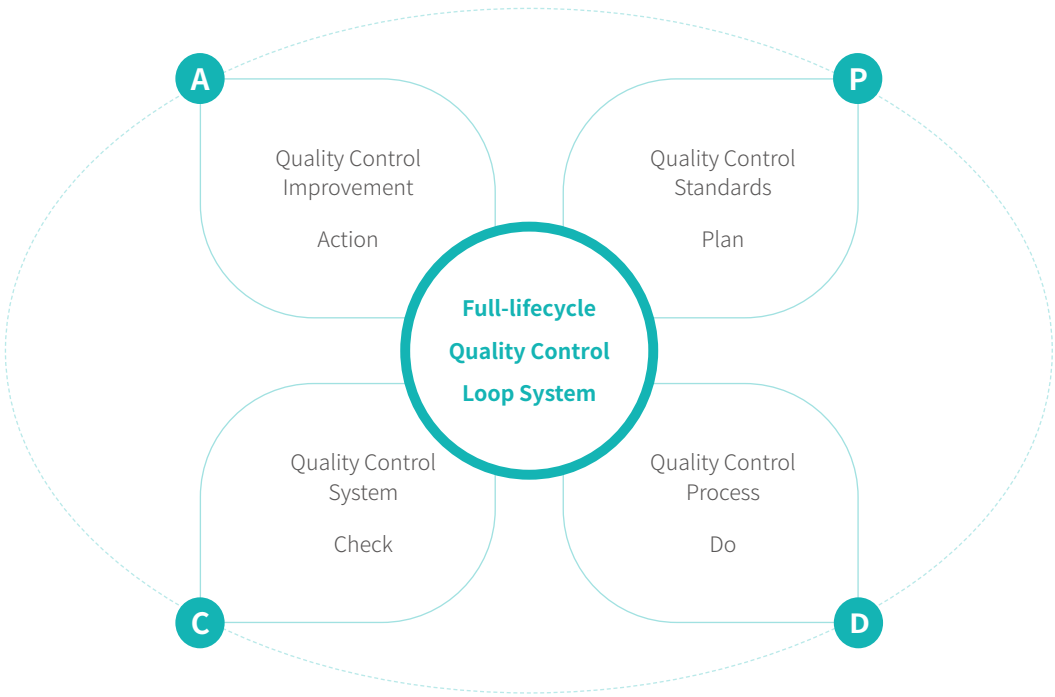 A
P
Quality Control
Improvement
Action
Quality Control
Standards
Plan
Full-lifecycle
Quality Control
Loop System
Quality Control
System
Check
Quality Control
Process
Do
C
D